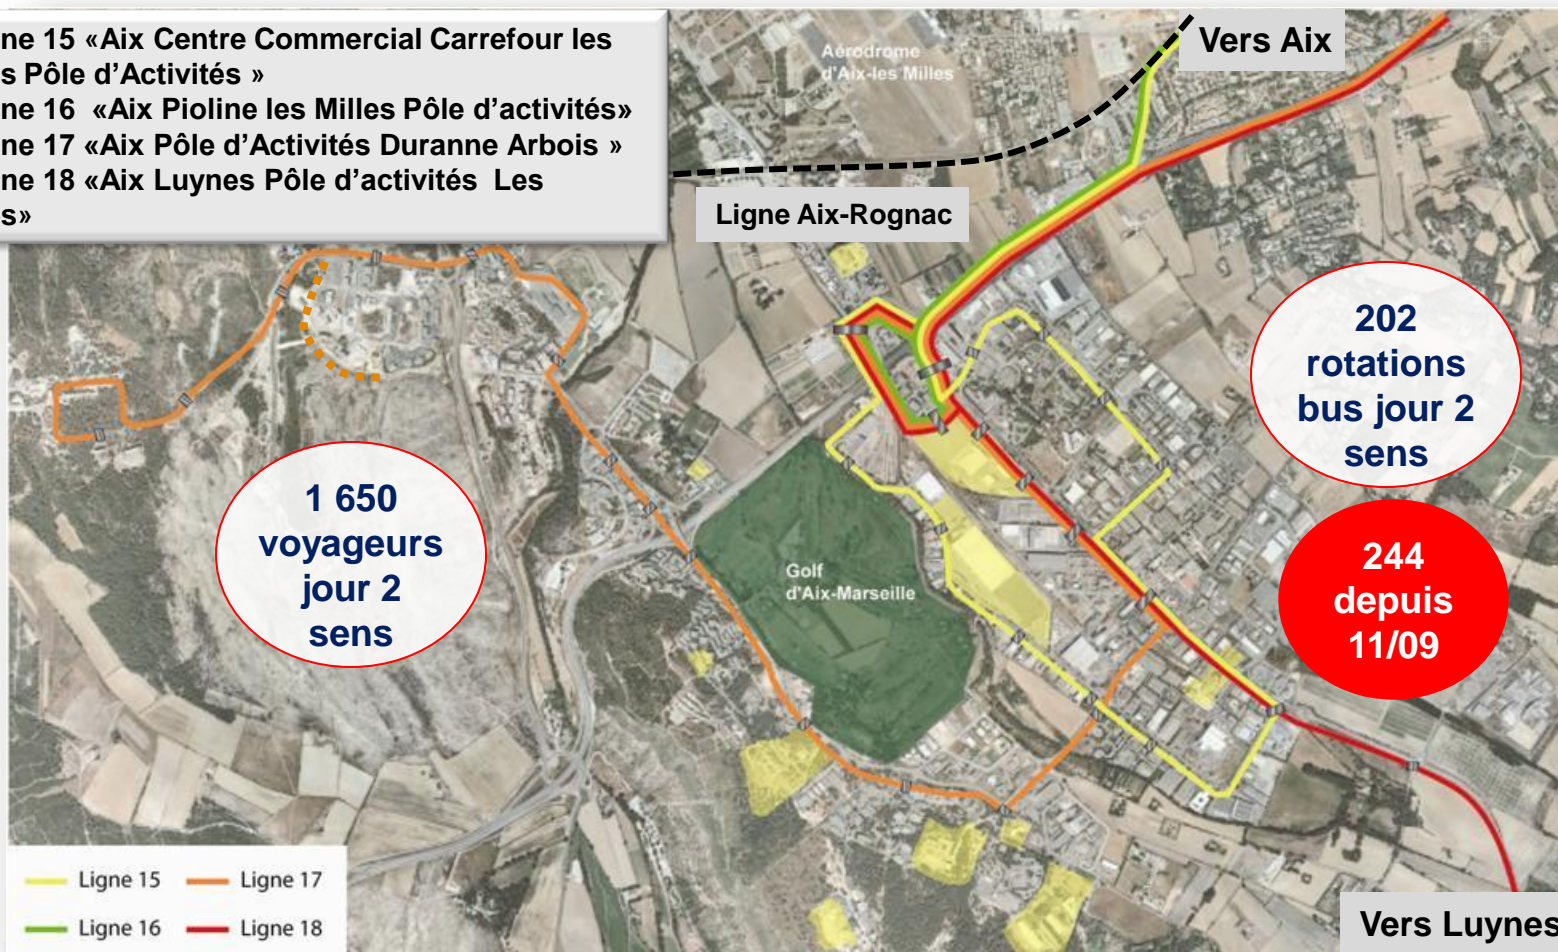 ne 15 «Aix Centre Commercial Carrefour les
s Pôle d’Activités »
ne 16 «Aix Pioline les Milles Pôle d’activités»
ne 17 «Aix Pôle d’Activités Duranne Arbois »
ne 18 «Aix Luynes Pôle d’activités Les
s»
Aérodrome
d'Aix-les Milles
Vers Aix
Ligne Aix-Rognac
202
rotations
bus jour 2
sens
1 650
voyageurs
jour 2
sens
244
depuis
11/09
Golf
d'Aix-Marseille
Ligne 15
Ligne 17
Ligne 16
Ligne 18
Vers Luynes